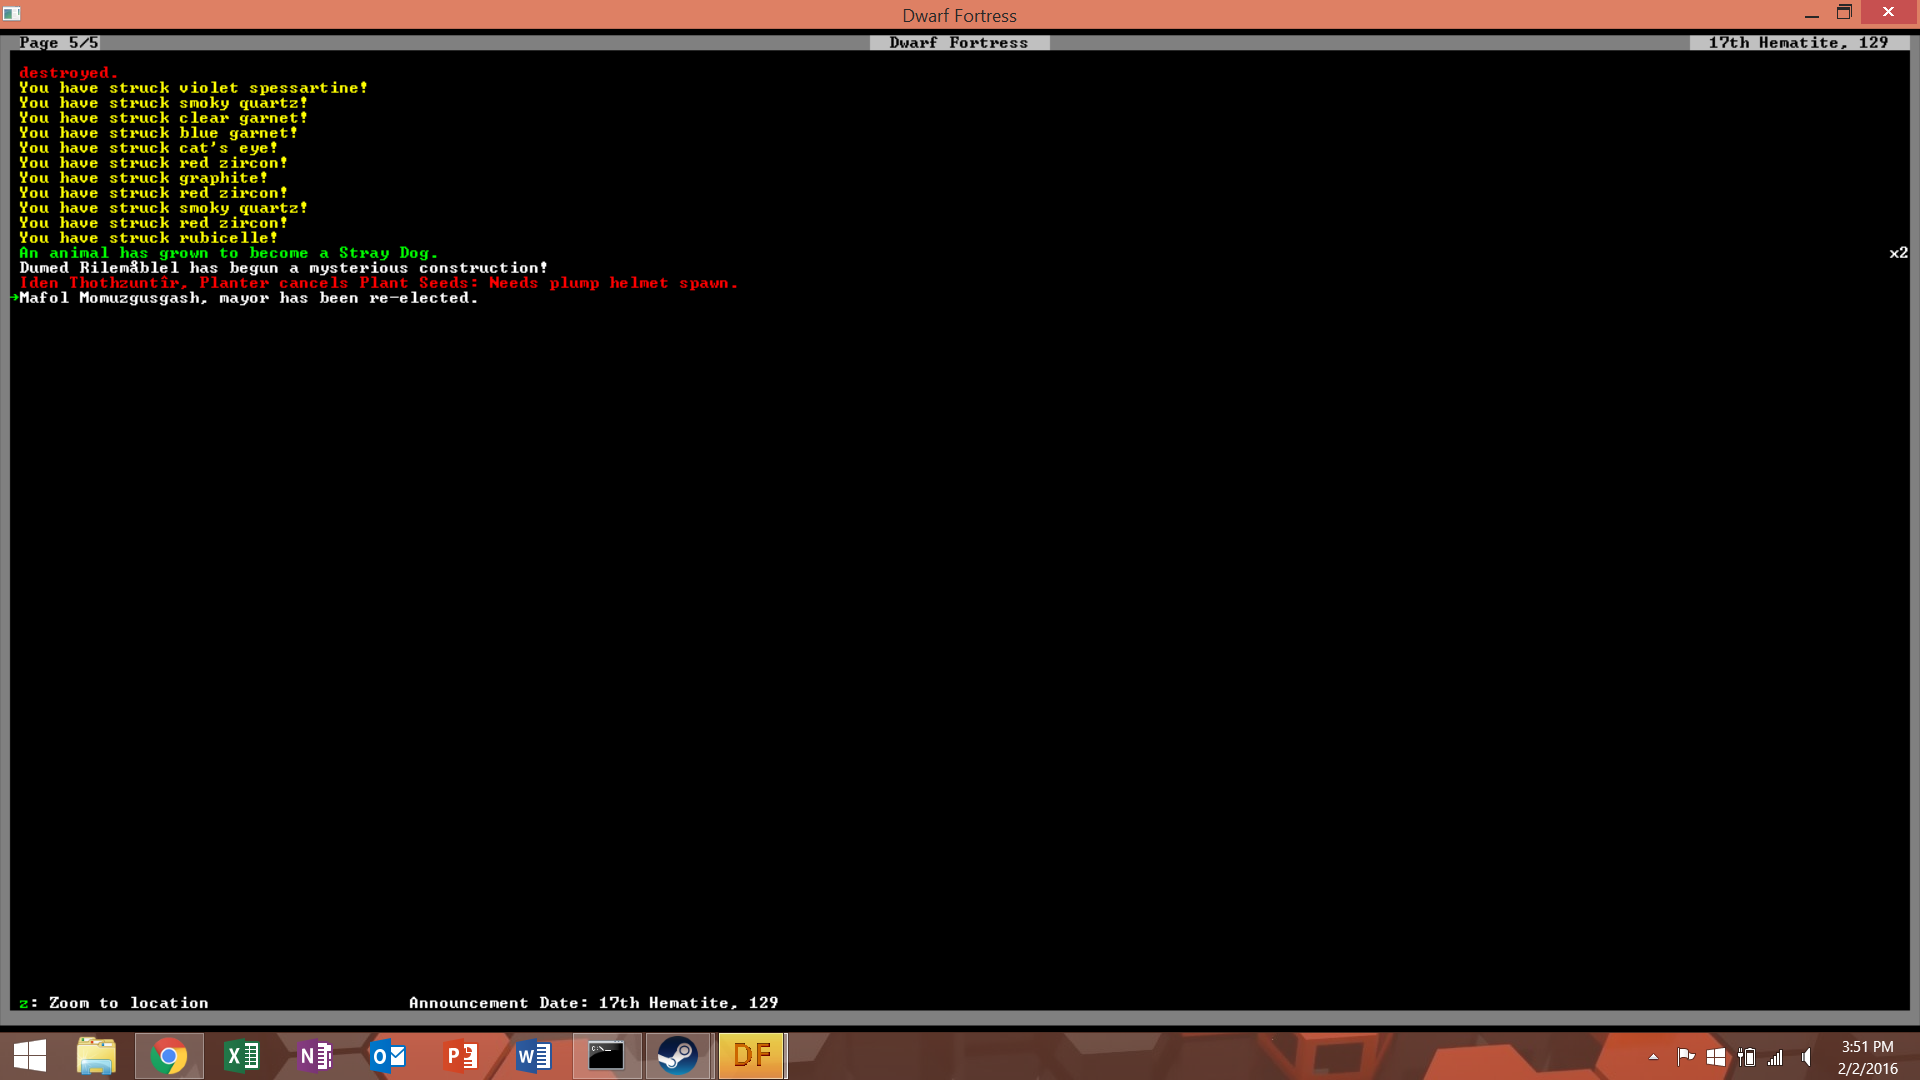 Dwarf Fortress
Page 5/5
Dwarf Fortress
17th Hematite, 129
destroyed.
You have struck violet spessartine!
You have struck smoky quartz!
You have struck clear garnet!
You have struck blue garnet!
You have struck cat's eye!
You have struck red zircon!
You have struck graphite!
You have struck red zircon!
You have struck smoky quartz!
You have struck red zircon!
You have struck rubicelle!
An animal has grown to become a Stray Dog. x2
Dumed Rilemåblel has begun a mysterious construction!
Iden Thothzuntîr, Planter cancels Plant Seeds: Needs plump helmet spawn.
→Mafol Momuzgusgash, mayor has been re-elected.
z: Zoom to location
Announcement Date: 17th Hematite, 129
DF
3:51 PM
2/2/2016